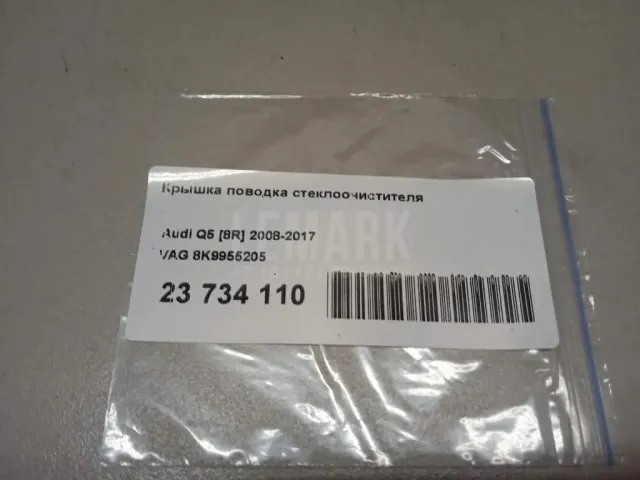 Крышка поводка стеклоочистителя
LEMARK
Audi Q5 [8R] 2008-2017
VAG 8K9955205
23 734 110